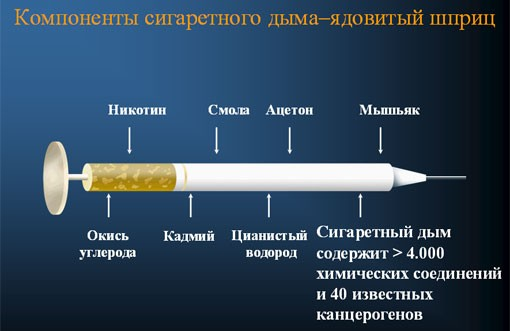 Компоненты сигаретного дыма–ядовитый шприц
Никотин Смола Ацетон Мышьяк
Окись
углерода
Кадмий
Цианистый
водород
Сигаретный дым
содержит > 4.000
химических соединений
и 40 известных
канцерогенов